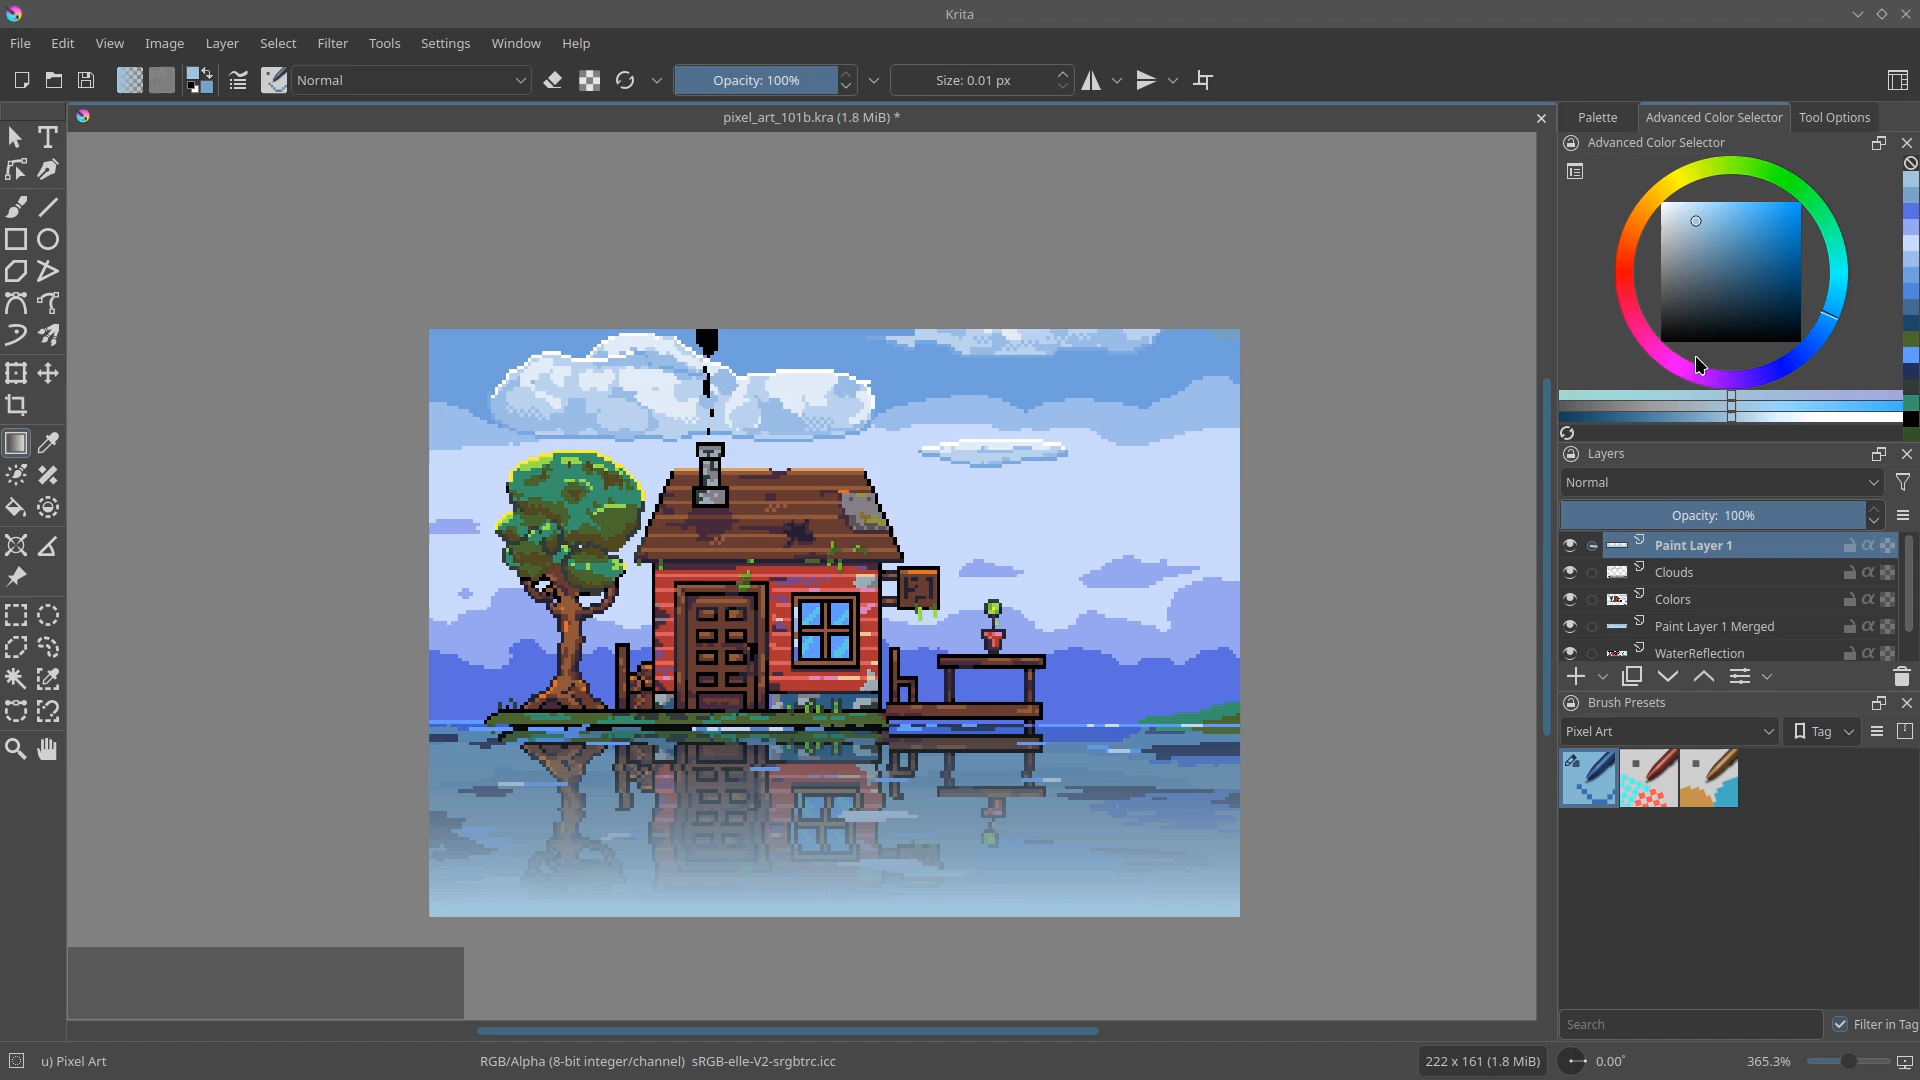 Krita
File Edit View Image Layer Select Filter Tools Settings Window Help
Normal
Opacity: 100%
Size: 0.01 px
pixel_art_101b.kra (1.8 MiB) *
Palette
Advanced Color Selector
Tool Options
Advanced Color Selector
Layers
Normal
Opacity: 100%
Paint Layer 1
Clouds
Colors
Paint Layer 1 Merged
WaterReflection
Brush Presets
Pixel Art
Tag
Search
Filter in Tag
u) Pixel Art
RGB/Alpha (8-bit integer/channel) sRGB-elle-V2-srgbtrc.icc
222 x 161 (1.8 MiB)
0.00°
365.3%